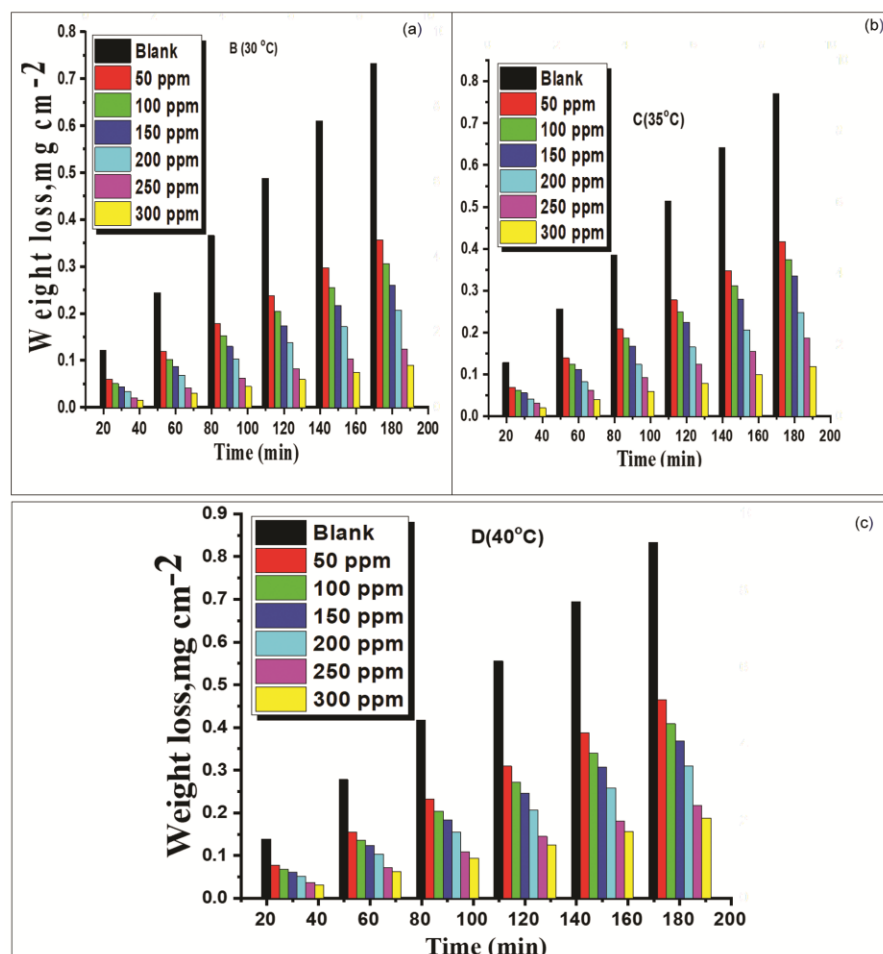 (a)
B (30 °C)
Blank
50 ppm
100 ppm
150 ppm
200 ppm
250 ppm
300 ppm
Weight loss,mg cm-2
0.8
0.7
0.6
0.5
0.4
0.3
0.2
0.1
0.0
20 40 60 80 100 120 140 160 180 200
Time (min)
(b)
C(35°C)
Blank
50 ppm
100 ppm
150 ppm
200 ppm
250 ppm
300 ppm
0.8
0.7
0.6
0.5
0.4
0.3
0.2
0.1
0.0
20 40 60 80 100 120 140 160 180 200
Time (min)
(c)
D(40°C)
Blank
50 ppm
100 ppm
150 ppm
200 ppm
250 ppm
300 ppm
Weight loss,mg cm-2
0.9
0.8
0.7
0.6
0.5
0.4
0.3
0.2
0.1
0.0
20 40 60 80 100 120 140 160 180 200
Time (min)